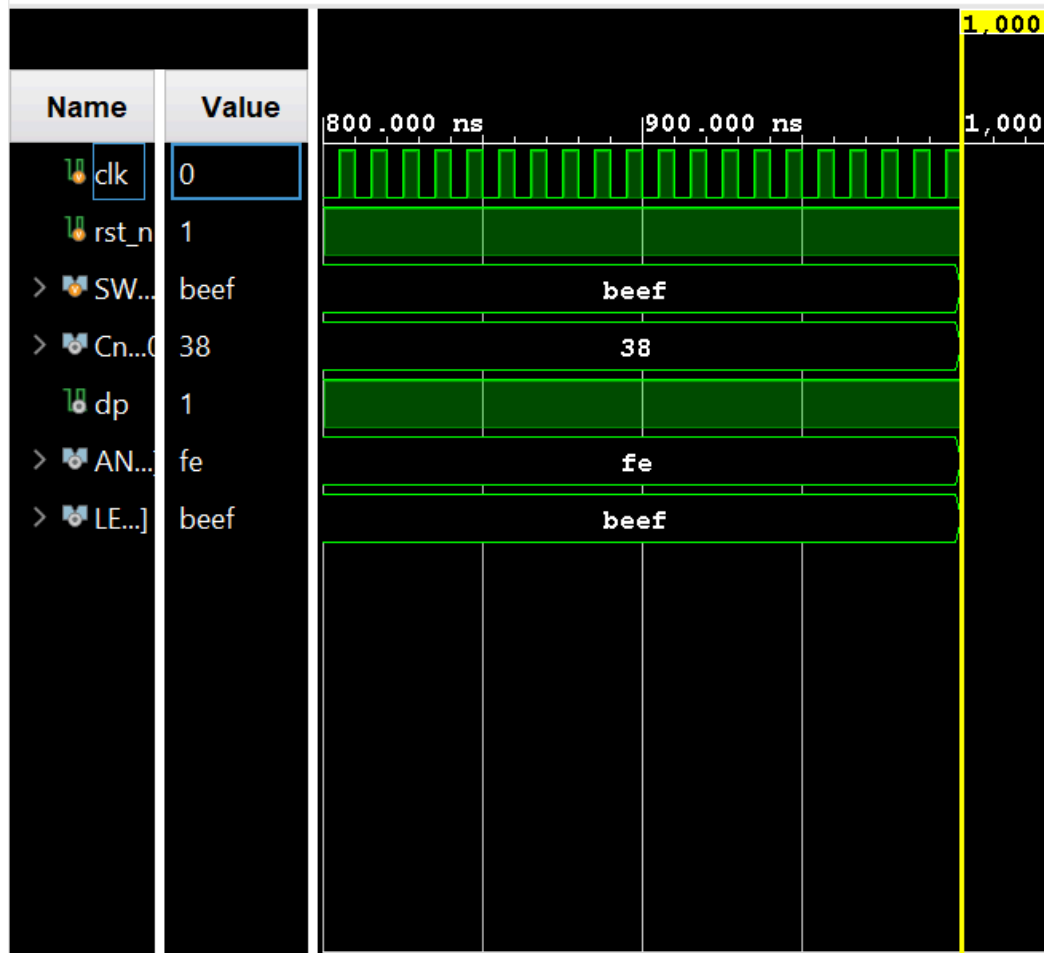 1,000
Name Value
800.000 ns 900.000 ns 1,000
clk 0
rst_n 1
SW... beef beef
Cn...0 38 38
dp 1
AN...] fe fe
LE...] beef beef